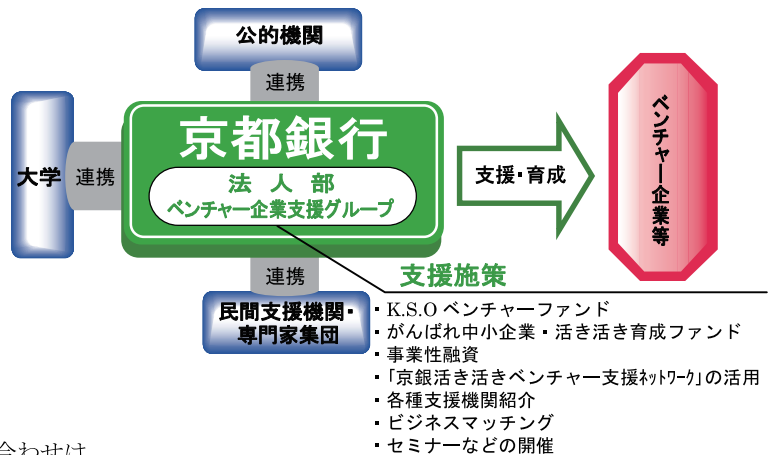 公的機関
連携
京都銀行
法人部
ベンチャー企業支援グループ
大学
連携
支援・育成
ベンチャー企業等
連携
民間支援機関・
専門家集団
支援施策
・K.S.O ベンチャーファンド
・がんばれ中小企業・活き活き育成ファンド
・事業性融資
・「京銀活き活きベンチャー支援ﾈｯﾄﾜｰｸ」の活用
・各種支援機関紹介
・ビジネスマッチング
・セミナーなどの開催
合わせは